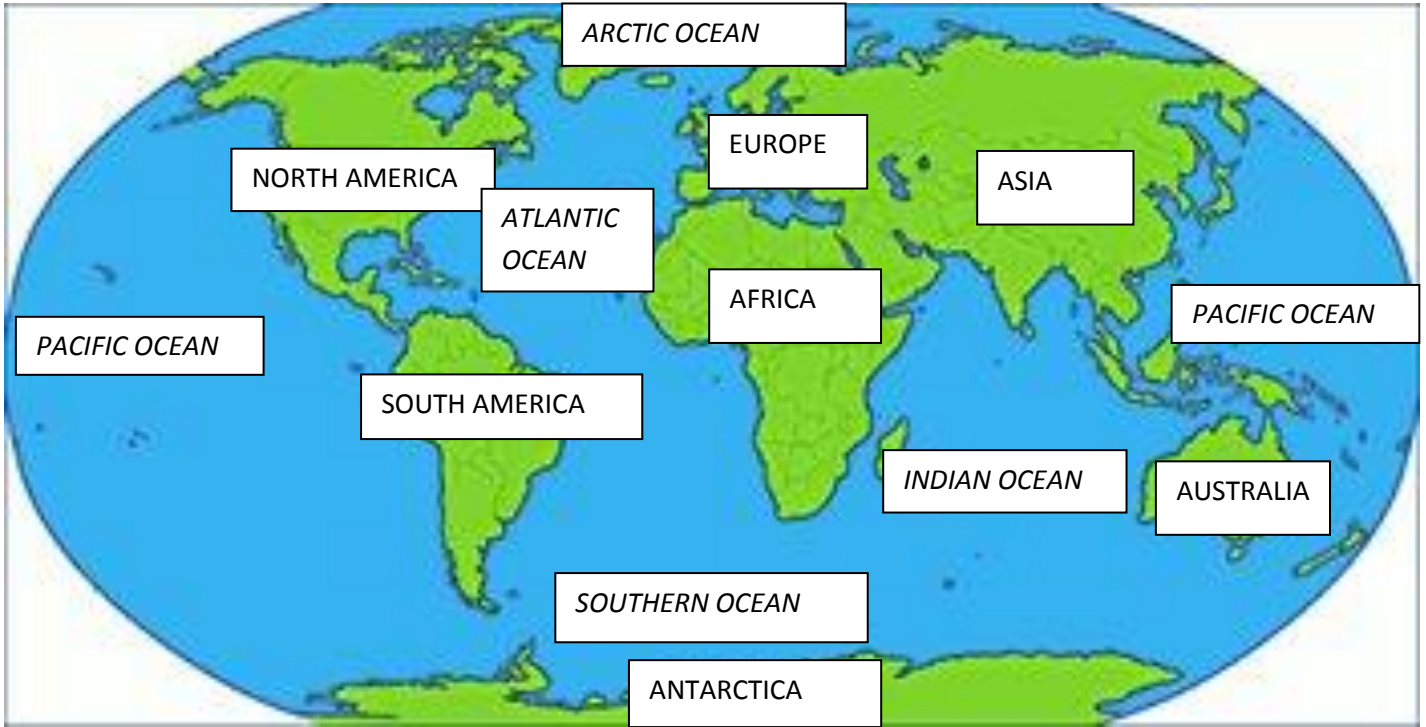 ARCTIC OCEAN
EUROPE
NORTH AMERICA
ASIA
ATLANTIC
OCEAN
AFRICA
PACIFIC OCEAN
PACIFIC OCEAN
SOUTH AMERICA
INDIAN OCEAN
AUSTRALIA
SOUTHERN OCEAN
ANTARCTICA